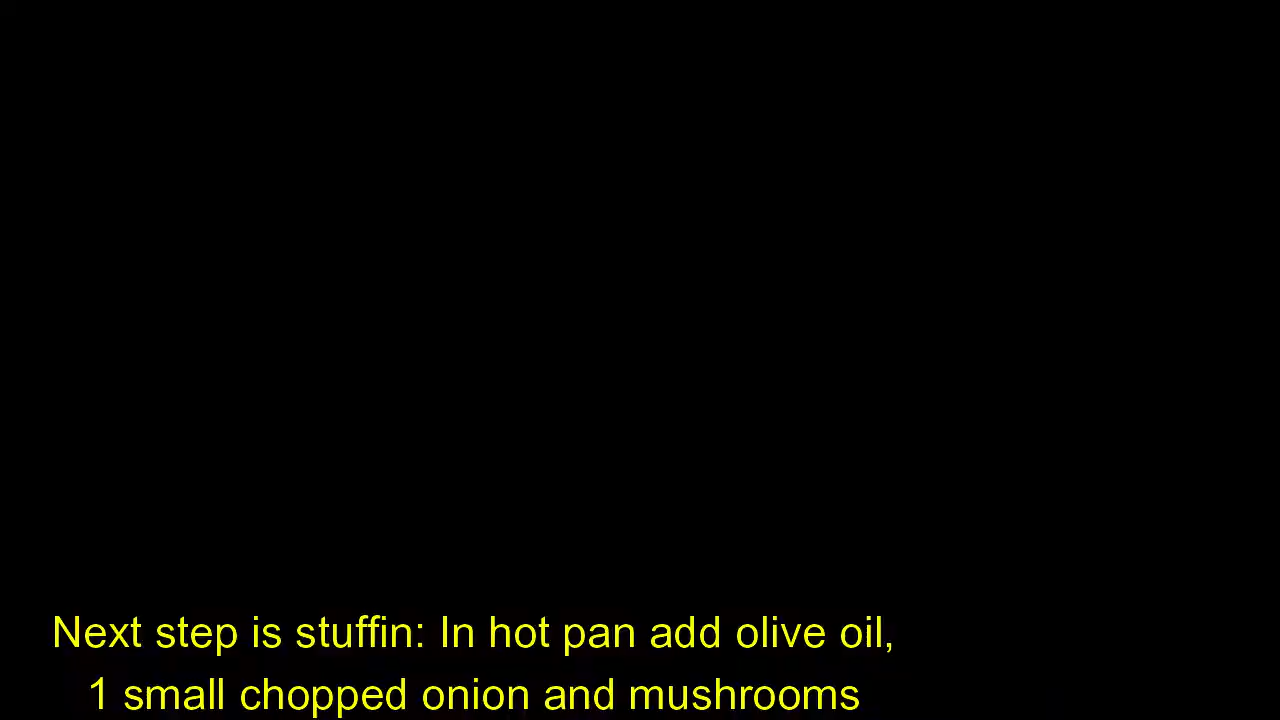 Next step is stuffin: In hot pan add olive oil,
1 small chopped onion and mushrooms